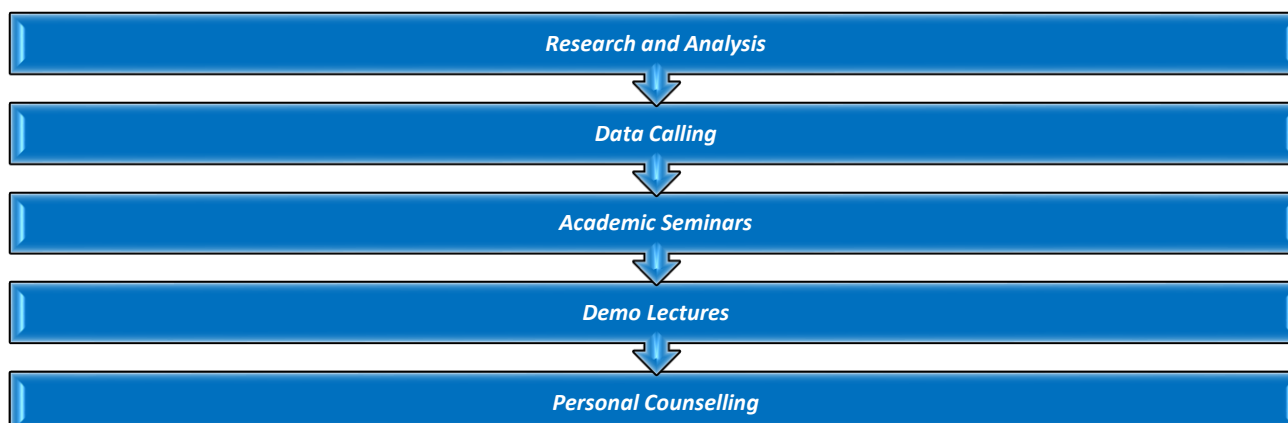 Research and Analysis
Data Calling
Academic Seminars
Demo Lectures
Personal Counselling